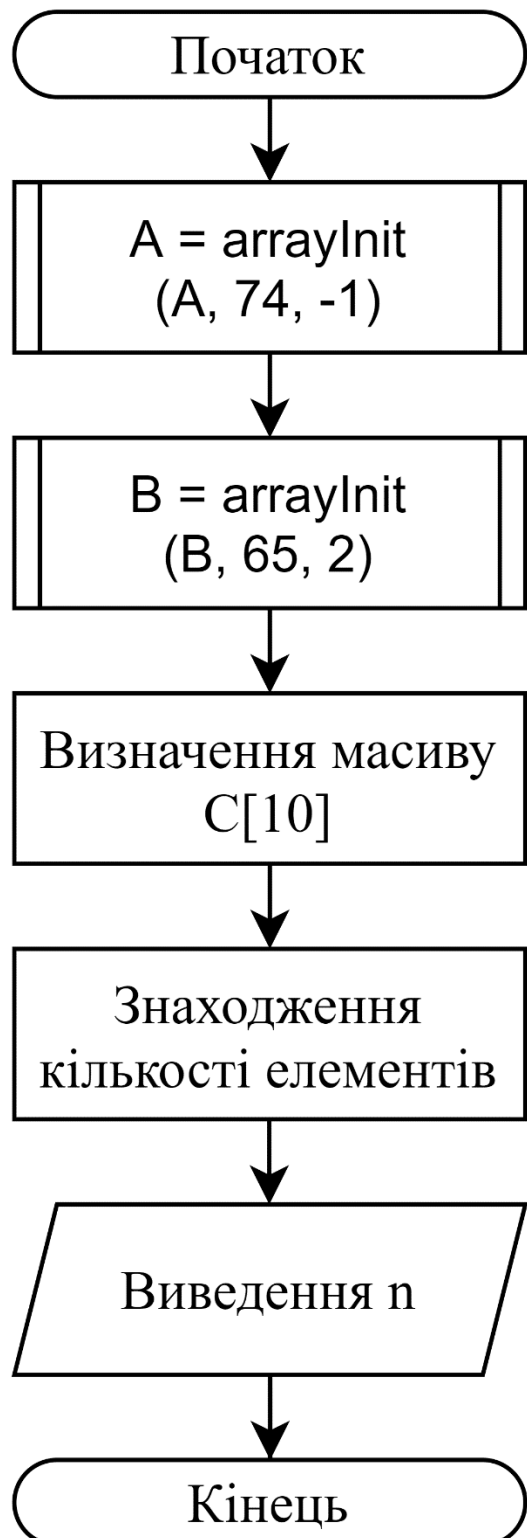 Початок
A = arrayInit
(A, 74, -1)
B = arrayInit
(B, 65, 2)
Визначення масиву
C[10]
Знаходження
кількості елементів
Виведення n
Кінець